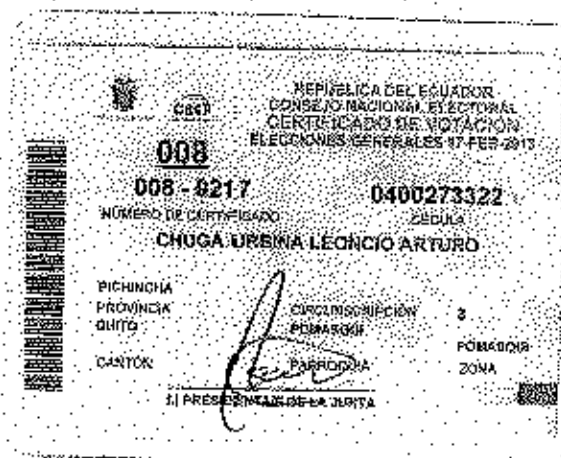 REPÚBLICA DEL ECUADOR
CONSEJO NACIONAL ELECTORAL
CERTIFICADO DE VOTACIÓN
ELECCIONES GENERALES 17-FEB-2013
008
008 - 0217
0400273322
NÚMERO DE CERTIFICADO
CÉDULA
CHUGA URBINA LEONCIO ARTURO
PICHINCHA
PROVINCIA
CIRCUNSCRIPCIÓN
QUITO
POMASQUI
POMASQUI
CANTÓN
PARROQUIA
ZONA
PRESIDENTA/E DE LA JUNTA